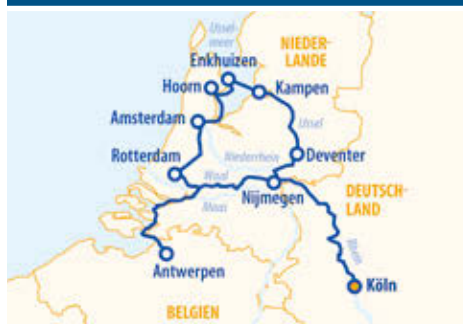 IJssel-
meer
NIEDER-
LANDE
Enkhuizen
Hoorn
Kampen
Amsterdam
IJssel
Rotterdam
Niederrhein
Deventer
Waal
Nijmegen
DEUTSCH-
LAND
Maas
Rhein
Antwerpen
Köln
BELGIEN